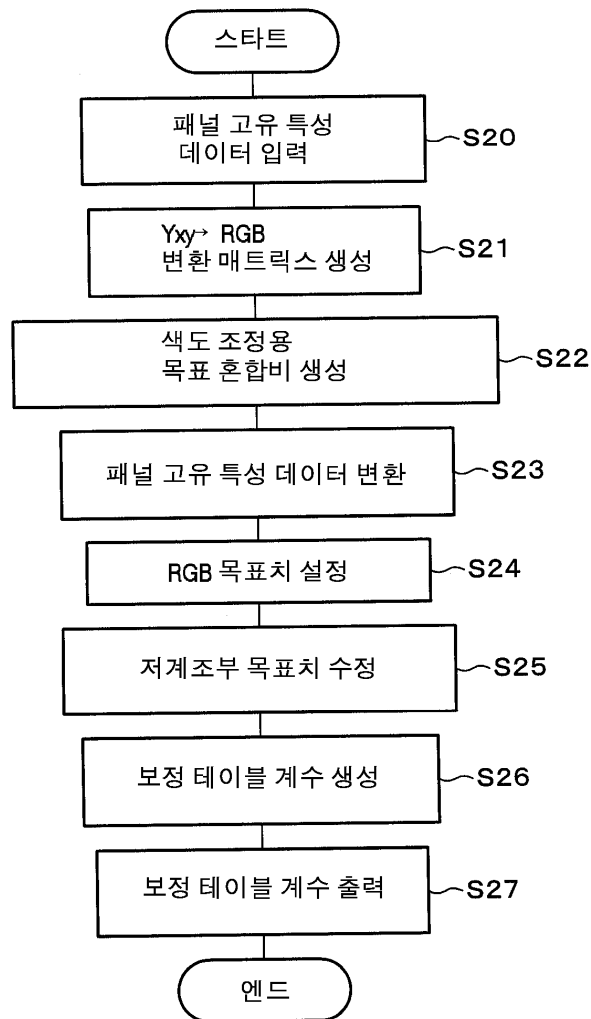 스타트
패널 고유 특성
데이터 입력
S20
Yxy→ RGB
변환 매트릭스 생성
S21
색도 조정용
목표 혼합비 생성
S22
패널 고유 특성 데이터 변환
S23
RGB 목표치 설정
S24
저계조부 목표치 수정
S25
보정 테이블 계수 생성
S26
보정 테이블 계수 출력
S27
엔드